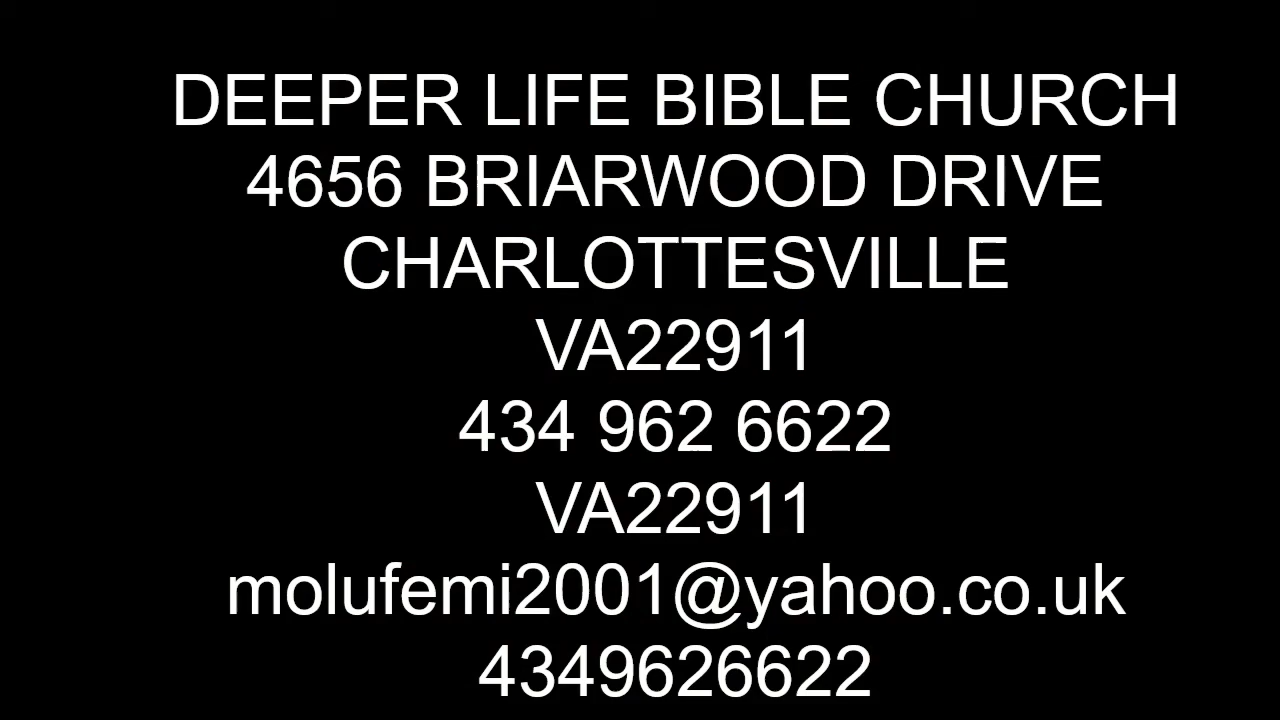 DEEPER LIFE BIBLE CHURCH
4656 BRIARWOOD DRIVE
CHARLOTTESVILLE
VA22911
434 962 6622
VA22911
molufemi2001@yahoo.co.uk
4349626622